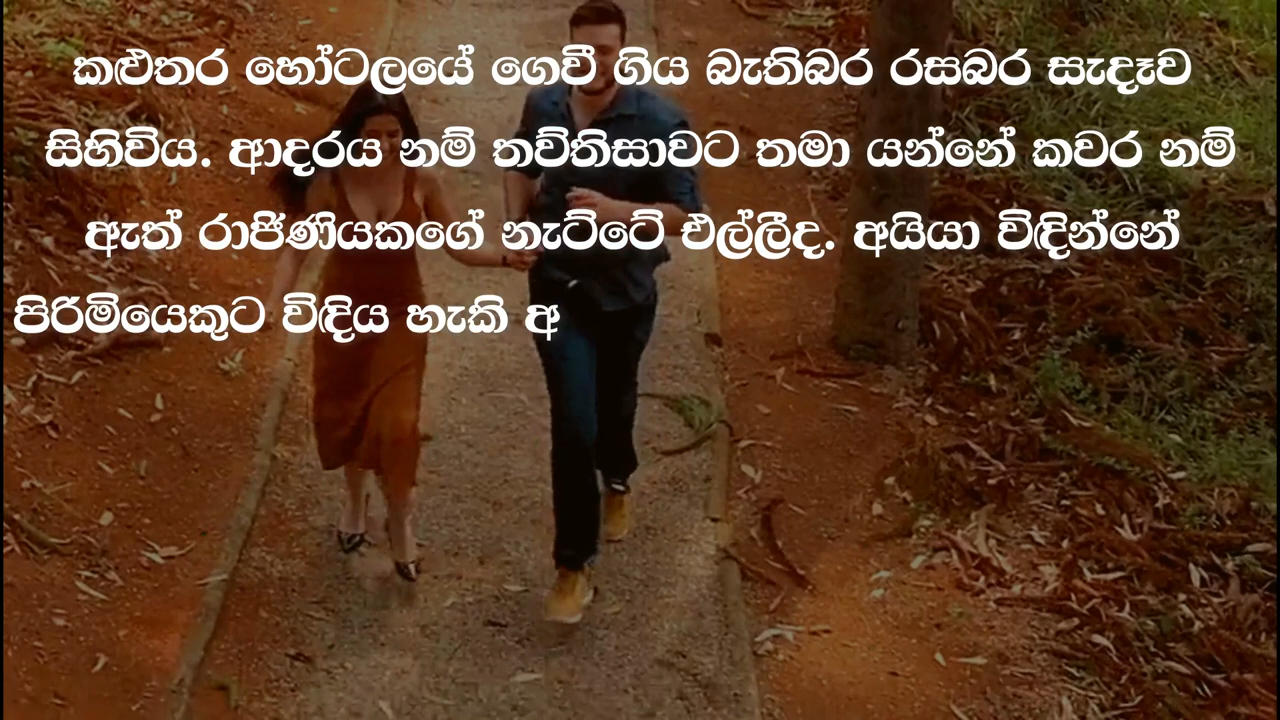 කළුතර හෝටලයේ ගෙවී ගිය බැතිබර රසබර සැඳෑව
සිහිවිය. ආදරය නම් තව්තිසාවට තමා යන්නේ කවර නම්
ඇත් රාජිණියකගේ නැට්ටේ එල්ලීද. අයියා විඳින්නේ
පිරිමියෙකුට විඳිය හැකි අ